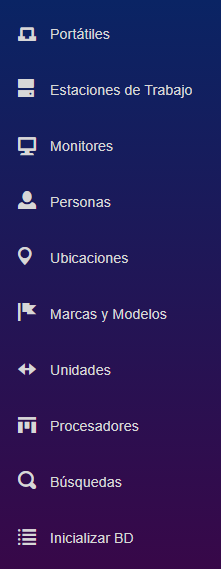 Portátiles
Estaciones de Trabajo
Monitores
Personas
Ubicaciones
Marcas y Modelos
Unidades
Procesadores
Búsquedas
Inicializar BD